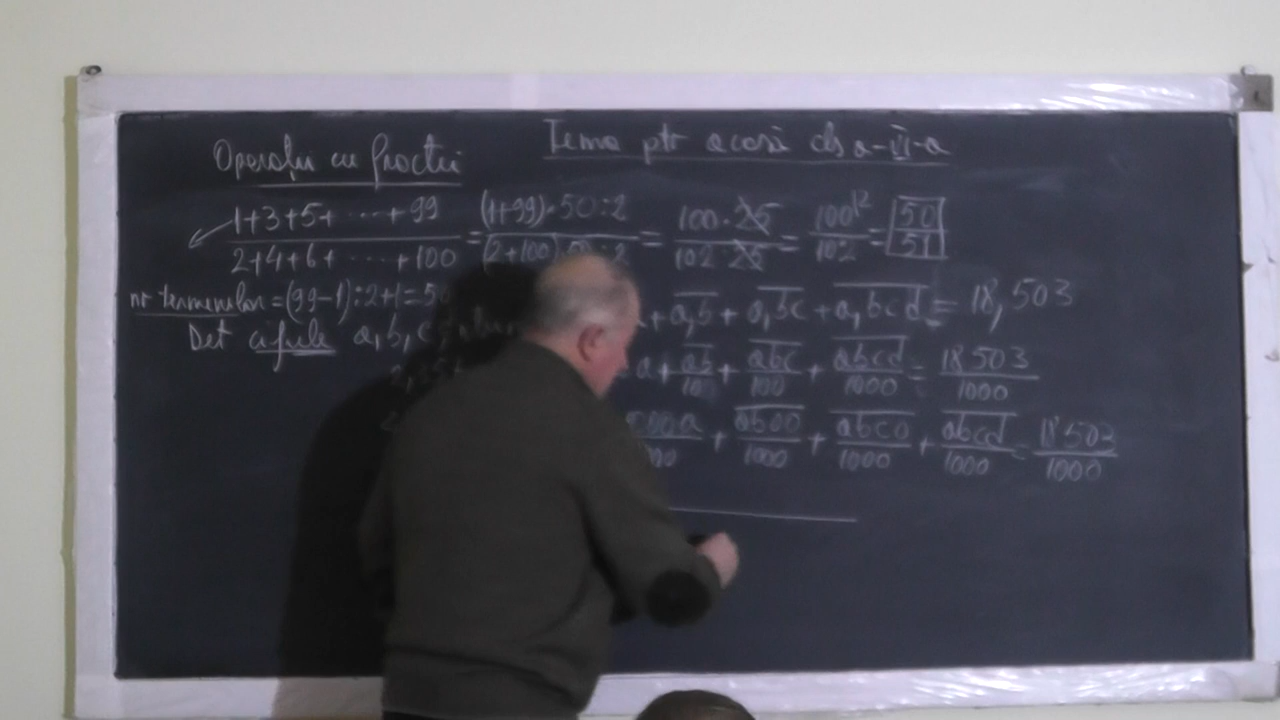 Tema ptr acasă cls a-VI-a
Operații cu fracții
1+3+5+ ····· +99 / 2+4+6+ ····· +100 = (1+99)·50:2 / (2+100)·50:2 = 100·25 / 102·25 = 100 / 102 = 50 / 51
nr termenilor = (99-1):2+1=50
+ a,b + a,bc + a,bcd = 18,503
Det cifrele a,b,c
a + ab + abc / 100 + abcd / 1000 = 18503 / 1000
000a + ab00 / 1000 + abc0 / 1000 + abcd / 1000 = 18503 / 1000